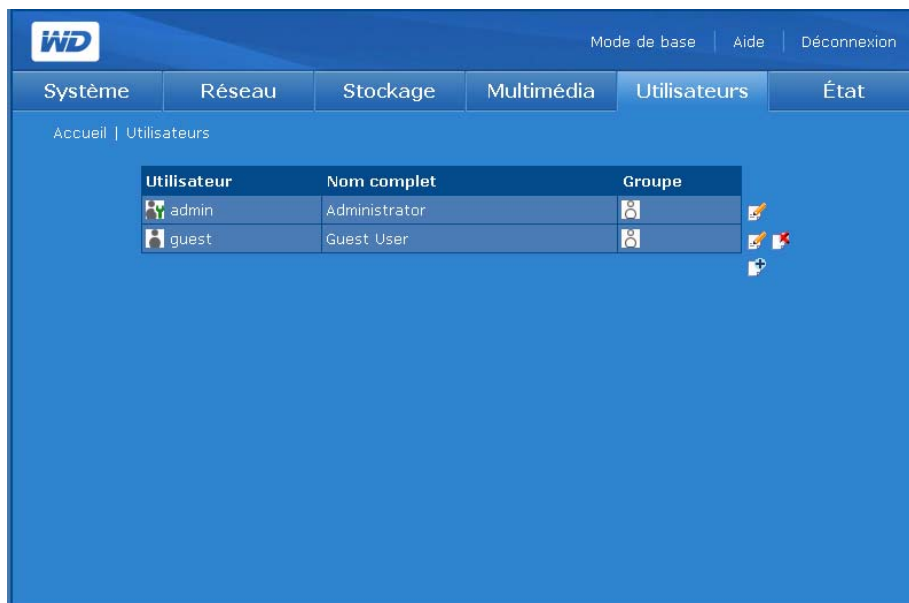 WD
Mode de base | Aide | Déconnexion
Système Réseau Stockage Multimédia Utilisateurs État
Accueil | Utilisateurs
Utilisateur Nom complet Groupe
admin Administrator
guest Guest User